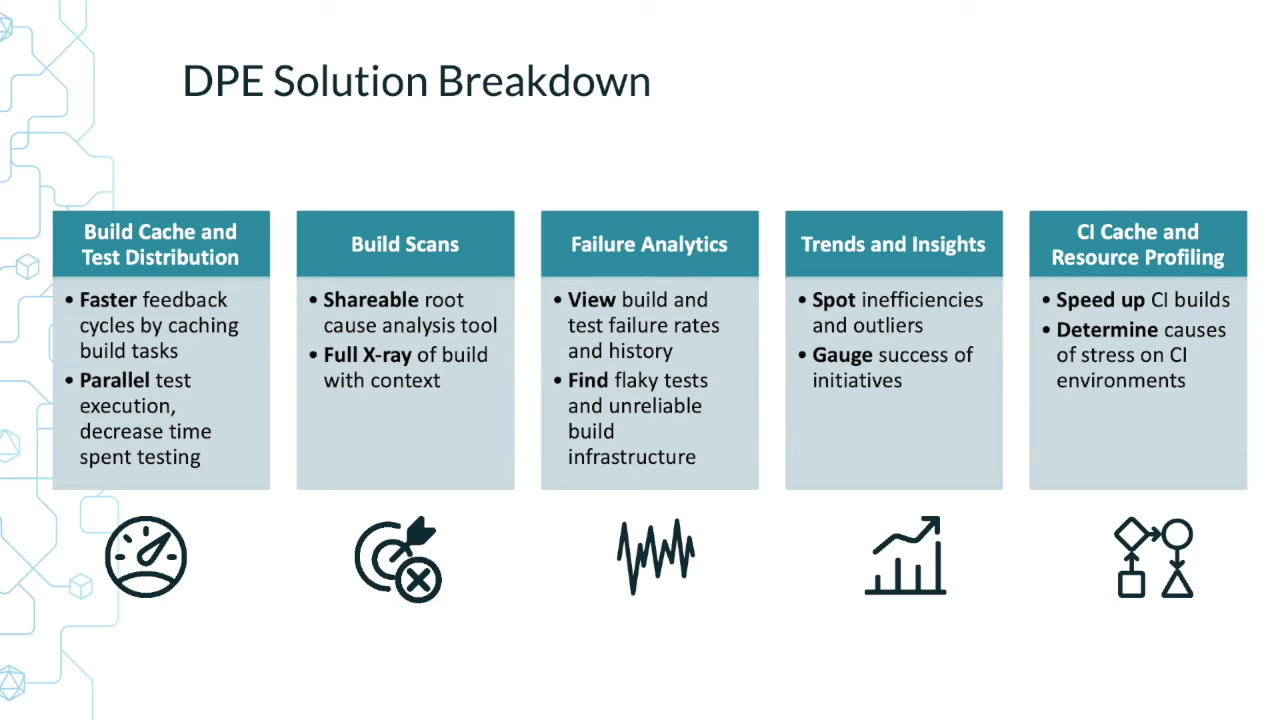 DPE Solution Breakdown
Build Cache and
Test Distribution
• Faster feedback
cycles by caching
build tasks
• Parallel test
execution,
decrease time
spent testing
Build Scans
• Shareable root
cause analysis tool
• Full X-ray of build
with context
Failure Analytics
• View build and
test failure rates
and history
• Find flaky tests
and unreliable
build
infrastructure
Trends and Insights
• Spot inefficiencies
and outliers
• Gauge success of
initiatives
CI Cache and
Resource Profiling
• Speed up CI builds
• Determine causes
of stress on CI
environments